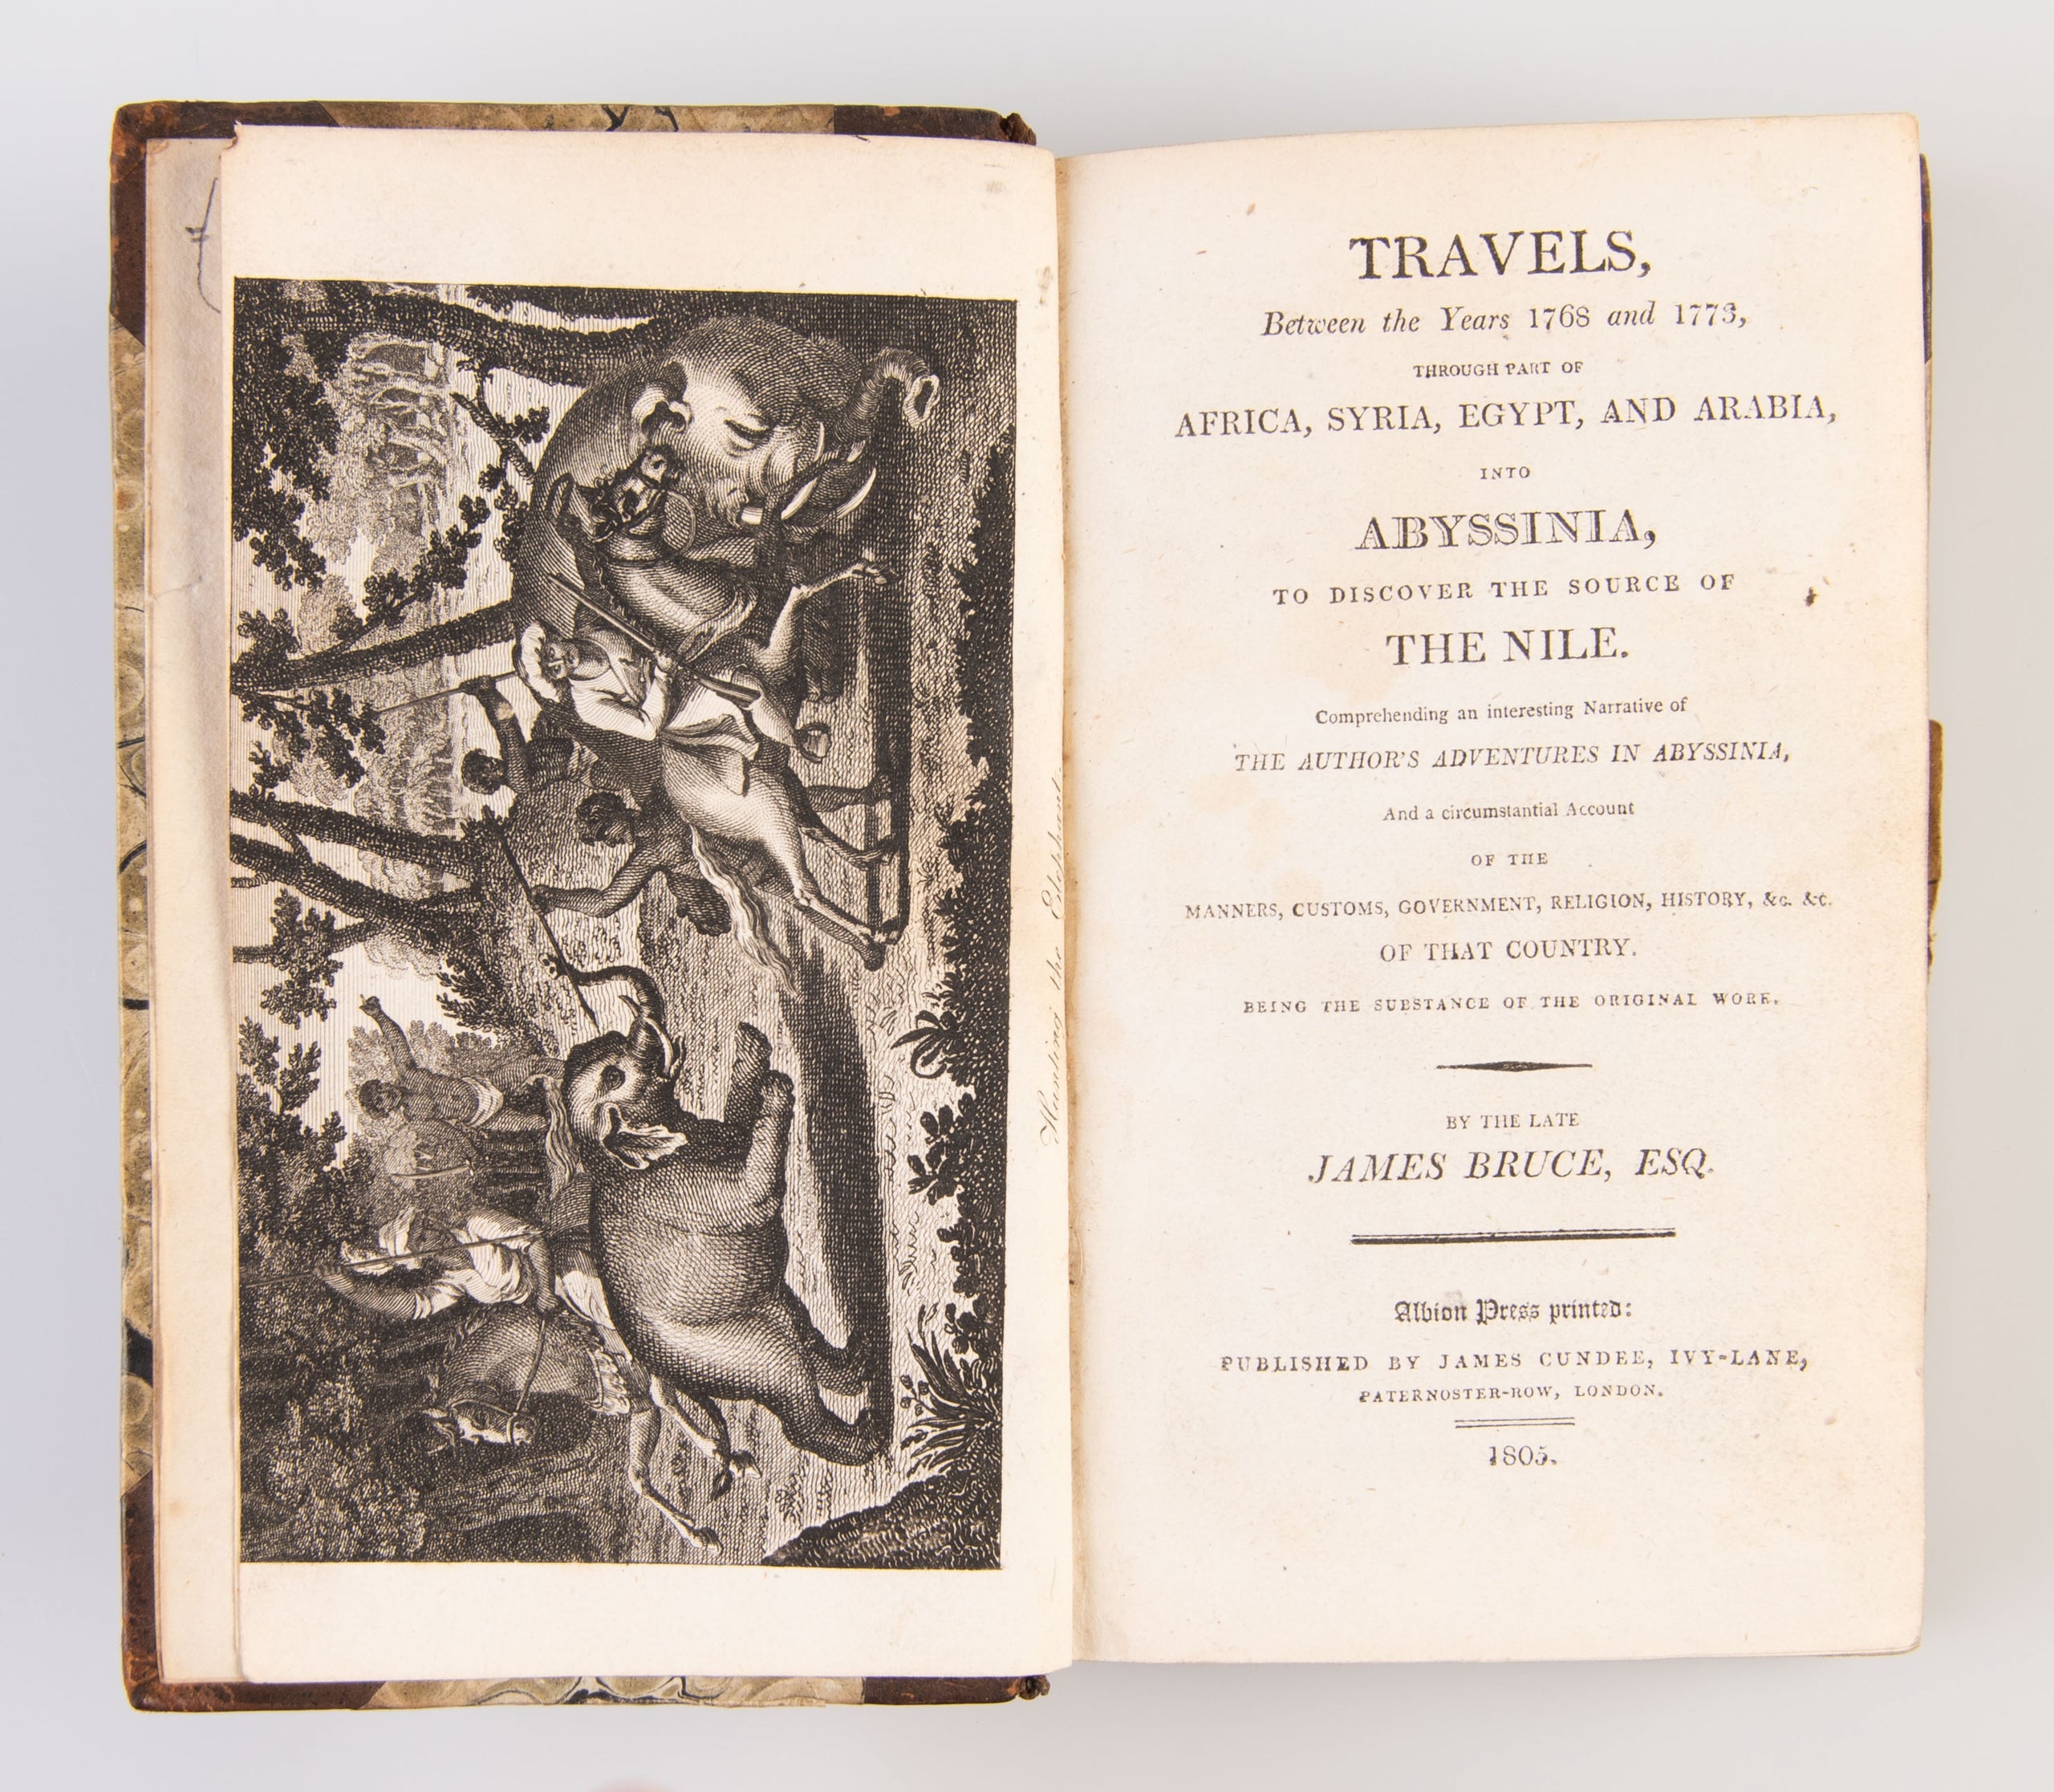 Hunting the Elephant.
TRAVELS,
Between the Years 1768 and 1773,
THROUGH PART OF
AFRICA, SYRIA, EGYPT, AND ARABIA,
INTO
ABYSSINIA,
TO DISCOVER THE SOURCE OF
THE NILE.
Comprehending an interesting Narrative of
THE AUTHOR'S ADVENTURES IN ABYSSINIA,
And a circumstantial Account
OF THE
MANNERS, CUSTOMS, GOVERNMENT, RELIGION, HISTORY, &c. &c.
OF THAT COUNTRY.
BEING THE SUBSTANCE OF THE ORIGINAL WORK.
BY THE LATE
JAMES BRUCE, ESQ.
Albion Press printed:
PUBLISHED BY JAMES CUNDEE, IVY-LANE,
PATERNOSTER-ROW, LONDON.
1805.